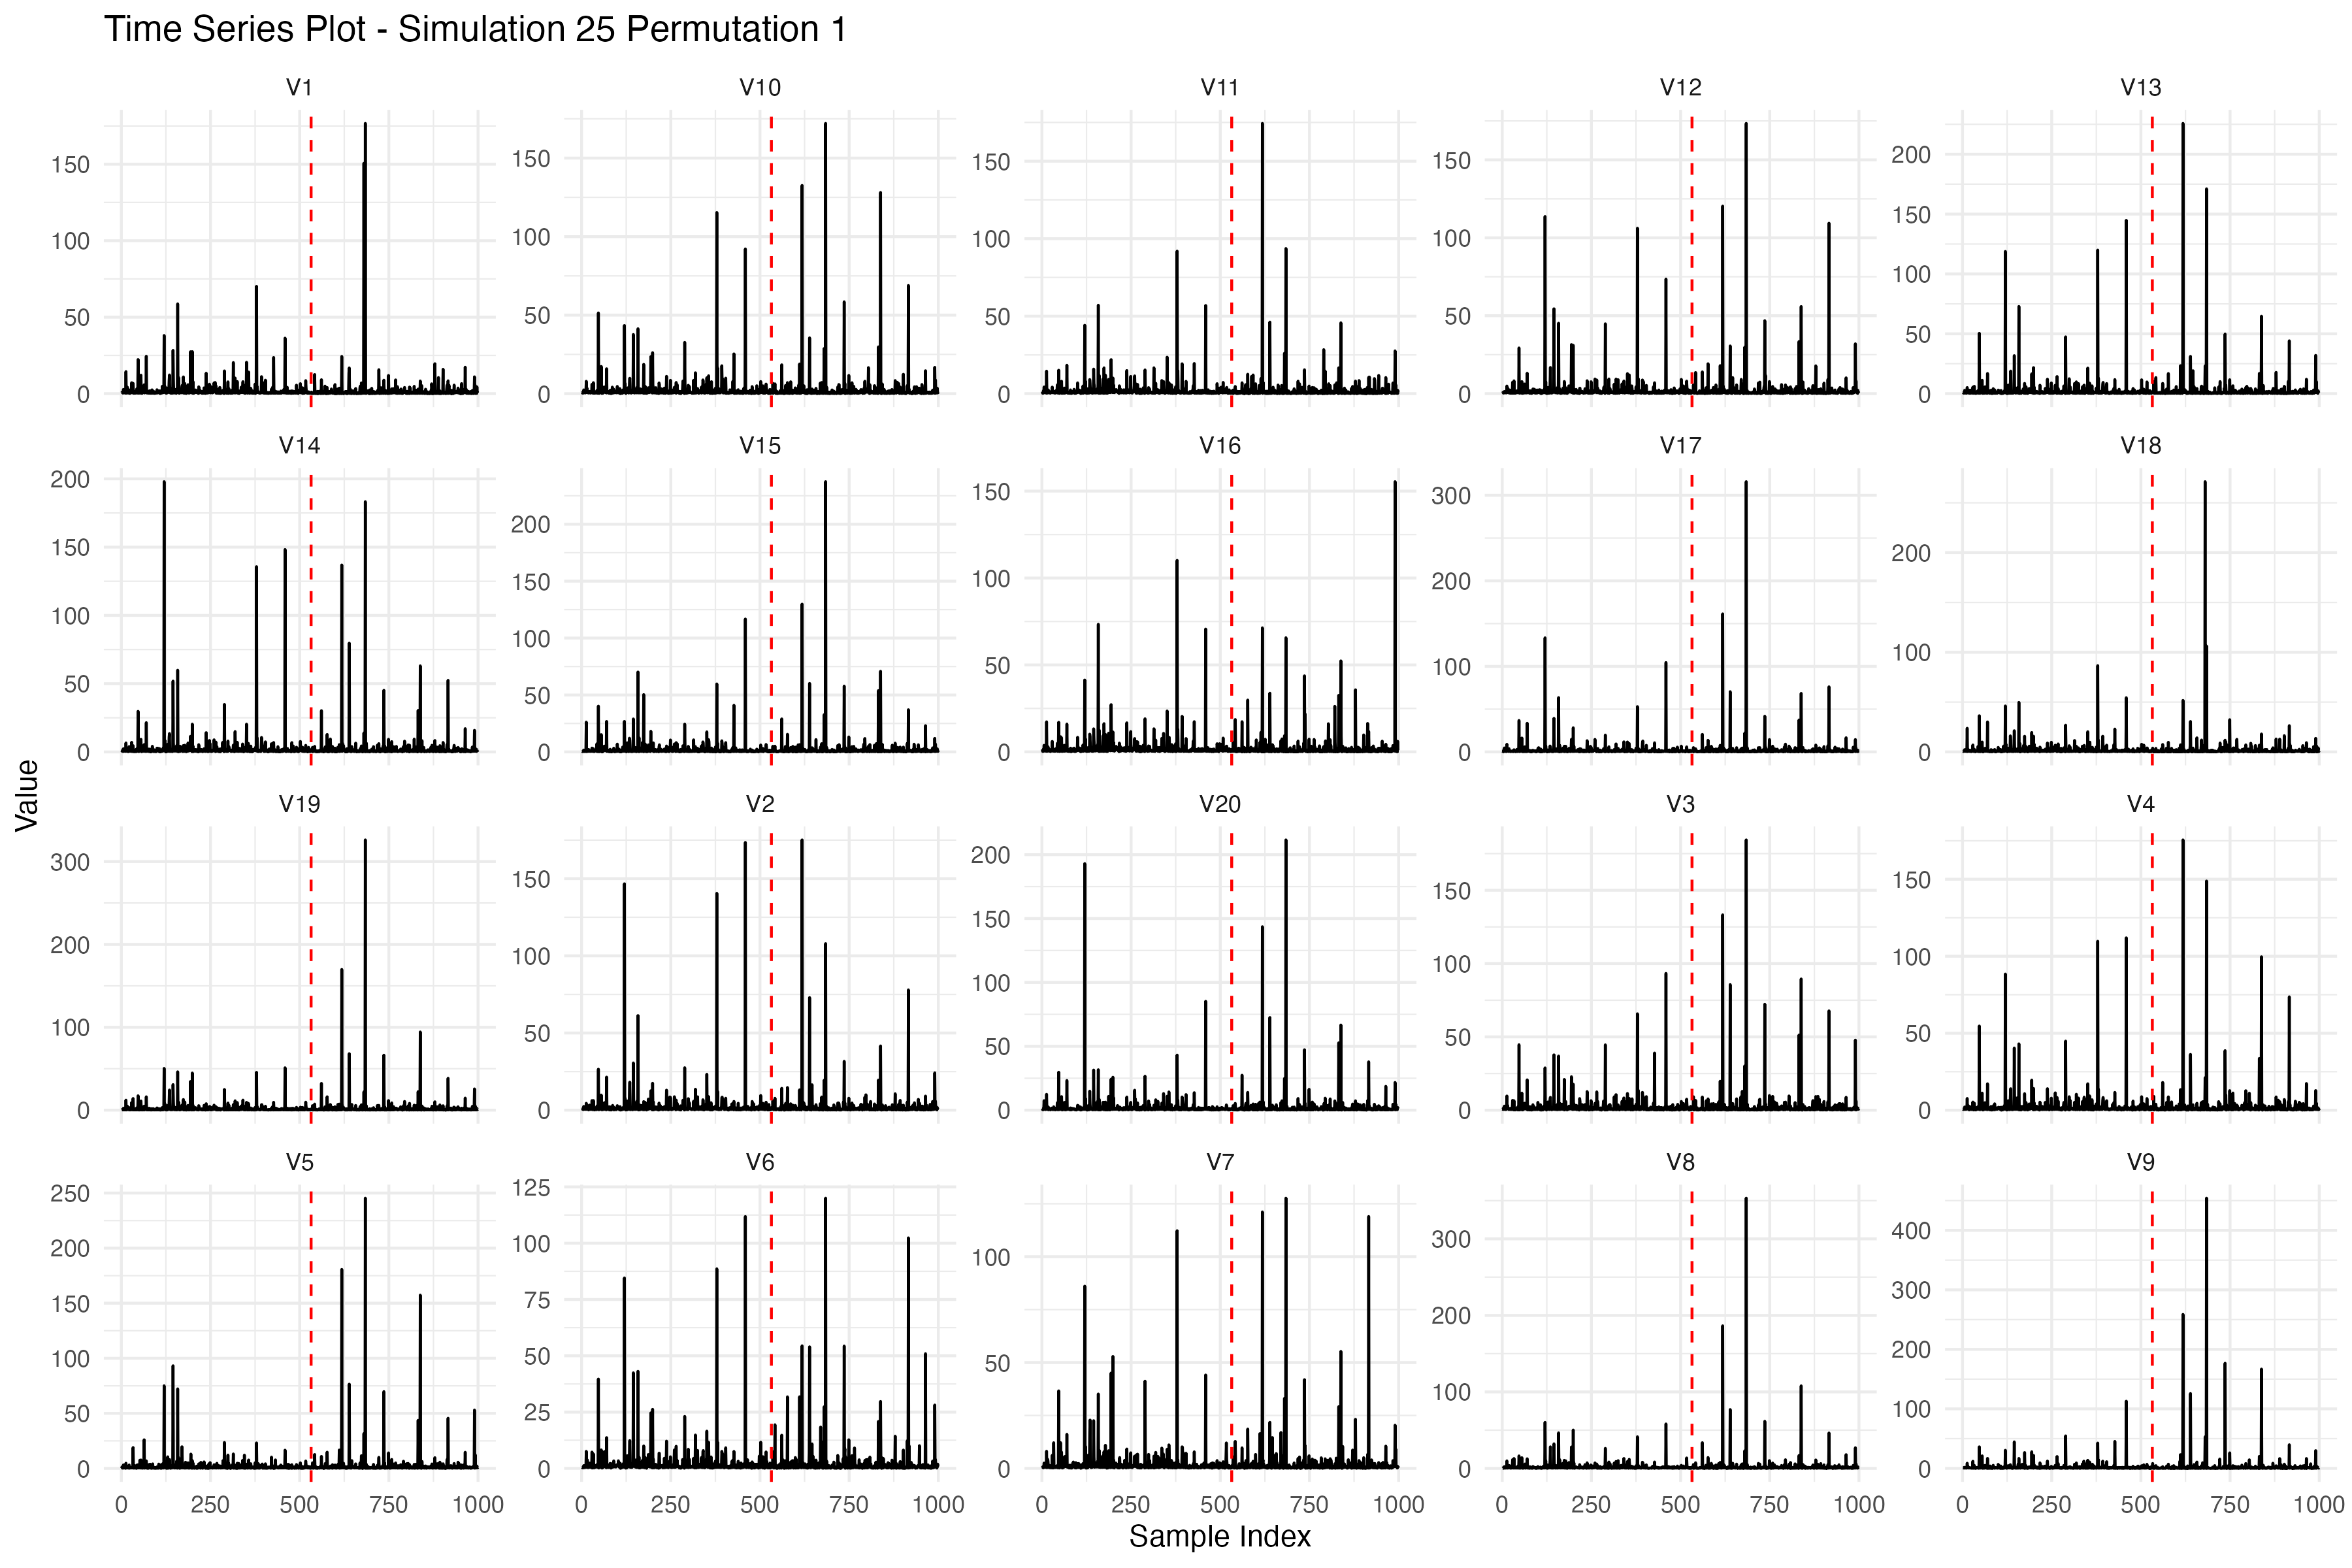 Time Series Plot - Simulation 25 Permutation 1
V1 V10 V11 V12 V13
150 100 50 0
150 100 50 0
150 100 50 0
150 100 50 0
200 150 100 50 0
V14 V15 V16 V17 V18
200 150 100 50 0
200 150 100 50 0
150 100 50 0
300 200 100 0
200 100 0
Value
V19 V2 V20 V3 V4
300 200 100 0
150 100 50 0
200 150 100 50 0
150 100 50 0
150 100 50 0
V5 V6 V7 V8 V9
250 200 150 100 50 0
125 100 75 50 25 0
100 50 0
300 200 100 0
400 300 200 100 0
0 250 500 750 1000 0 250 500 750 1000 0 250 500 750 1000 0 250 500 750 1000 0 250 500 750 1000
Sample Index